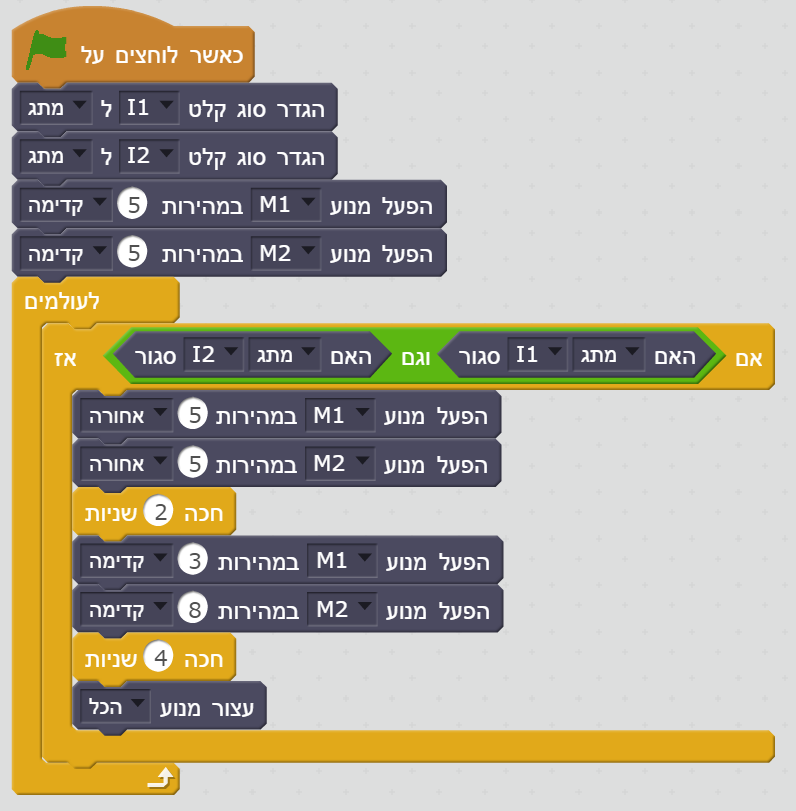 כאשר לוחצים על
הגדר סוג קלט I1 ל מתג
הגדר סוג קלט I2 ל מתג
הפעל מנוע M1 במהירות 5 קדימה
הפעל מנוע M2 במהירות 5 קדימה
לעולמים
אם האם מתג I1 סגור וגם האם מתג I2 סגור אז
הפעל מנוע M1 במהירות 5 אחורה
הפעל מנוע M2 במהירות 5 אחורה
חכה 2 שניות
הפעל מנוע M1 במהירות 3 קדימה
הפעל מנוע M2 במהירות 8 קדימה
חכה 4 שניות
עצור מנוע הכל